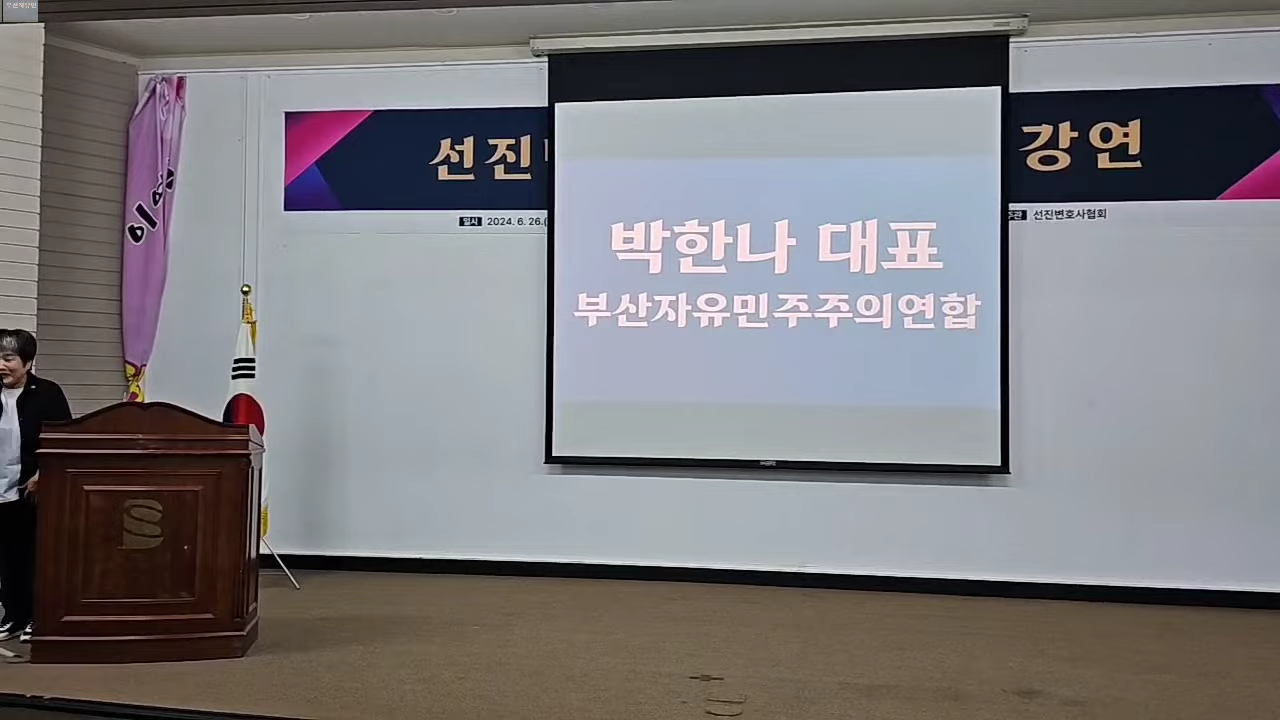 선진
강연
2024. 6. 26.(
선진변호사협회
박한나 대표
부산자유민주주의연합
S